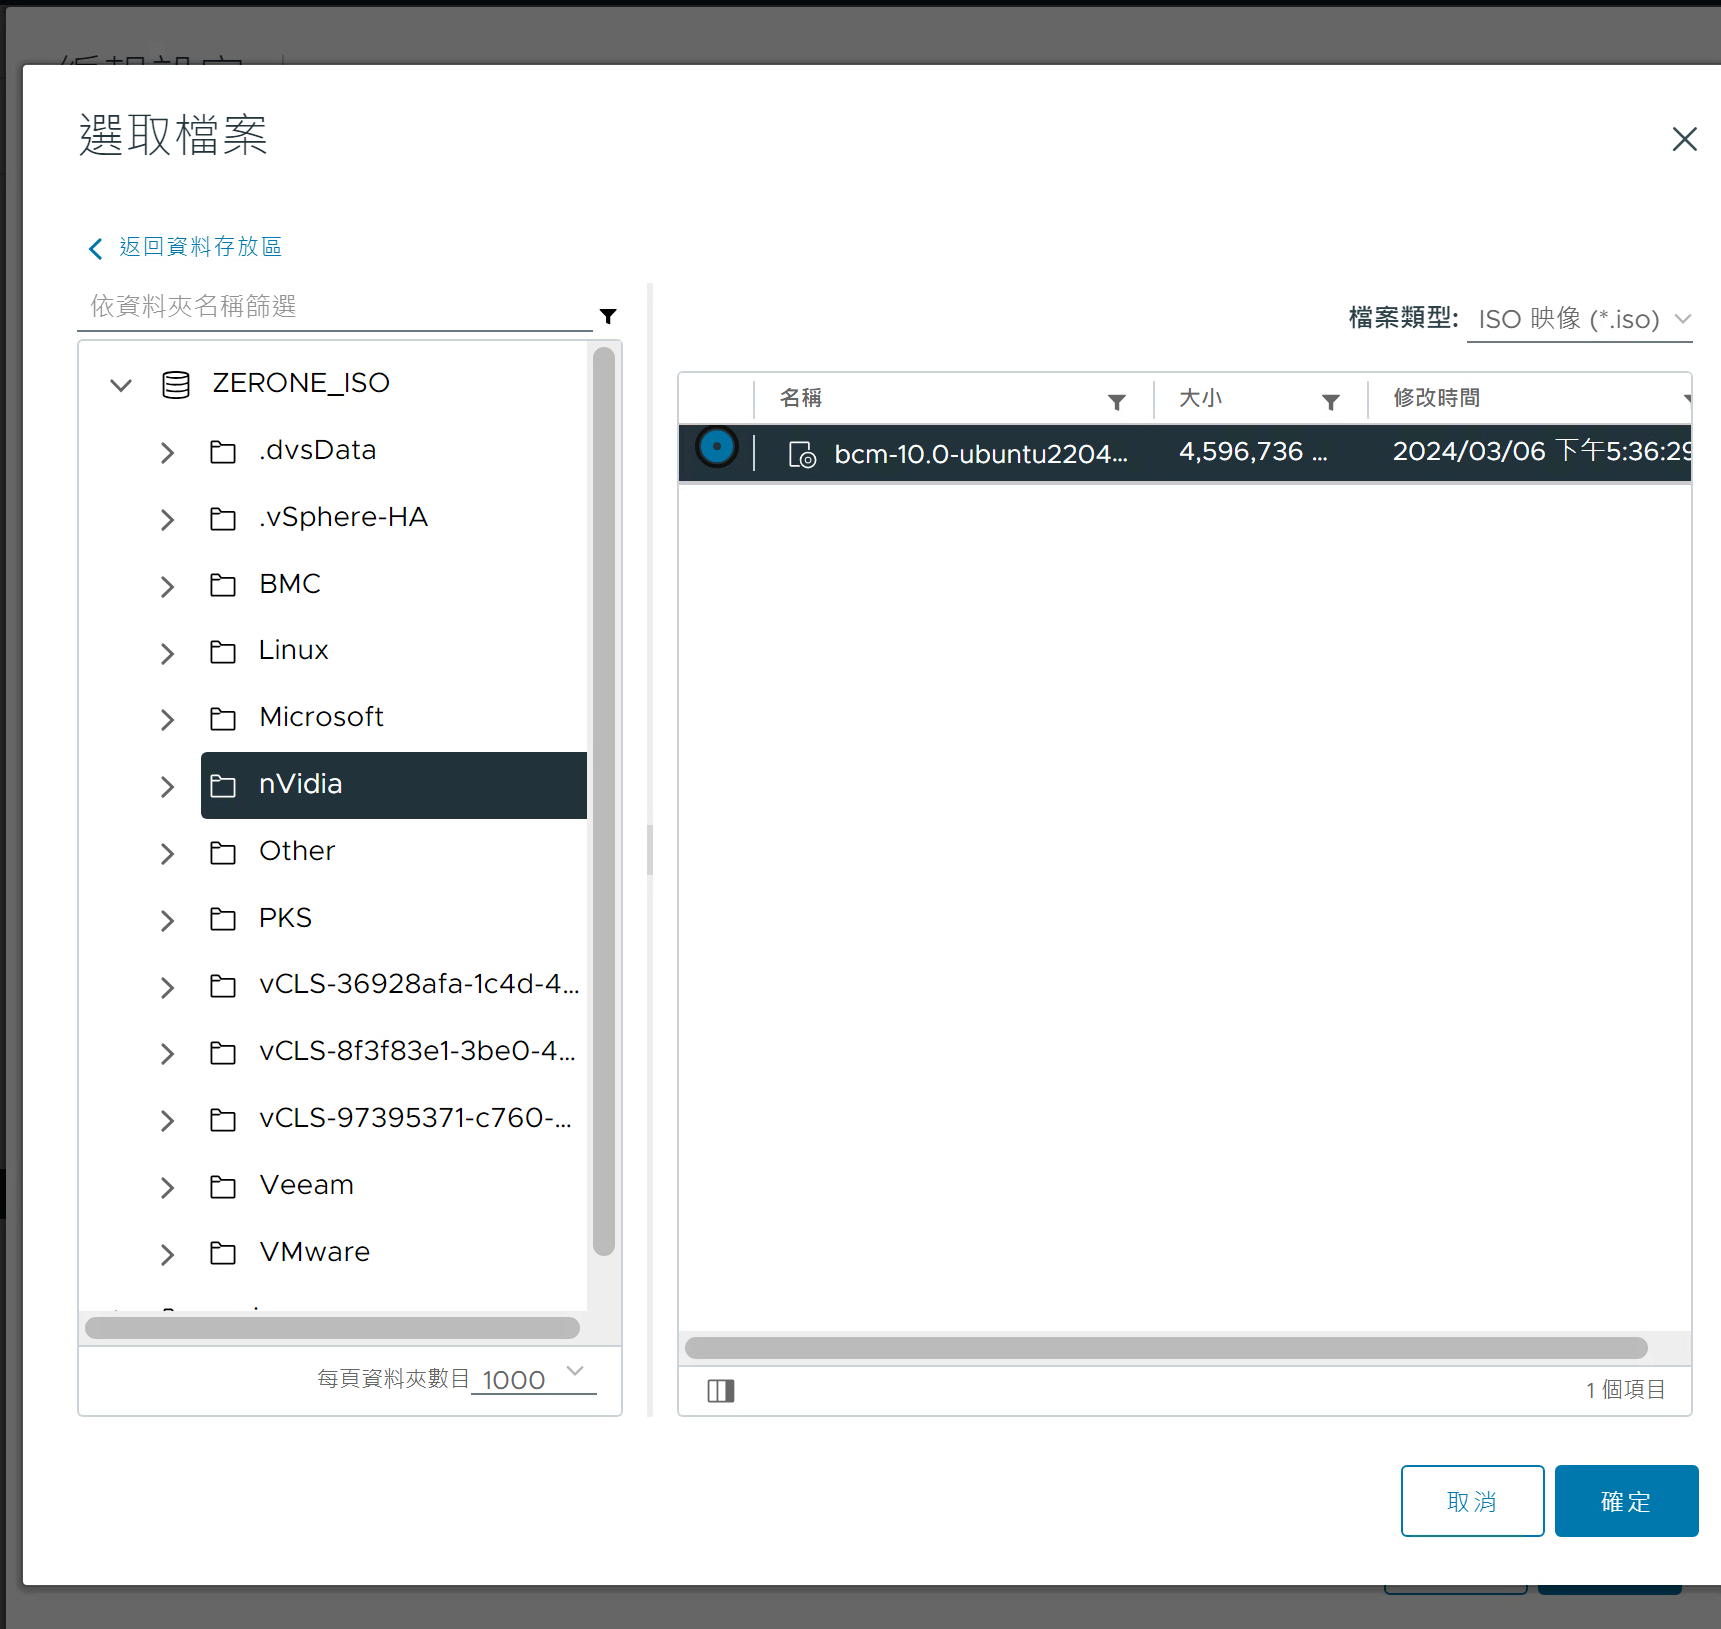 選取檔案
返回資料存放區
依資料夾名稱篩選
ZERONE_ISO
.dvsData
.vSphere-HA
BMC
Linux
Microsoft
nVidia
Other
PKS
vCLS-36928afa-1c4d-4...
vCLS-8f3f83e1-3be0-4...
vCLS-97395371-c760-...
Veeam
VMware
每頁資料夾數目 1000
檔案類型: ISO 映像 (*.iso)
名稱 大小 修改時間
bcm-10.0-ubuntu2204... 4,596,736 ... 2024/03/06 下午5:36:29
1 個項目
取消 確定